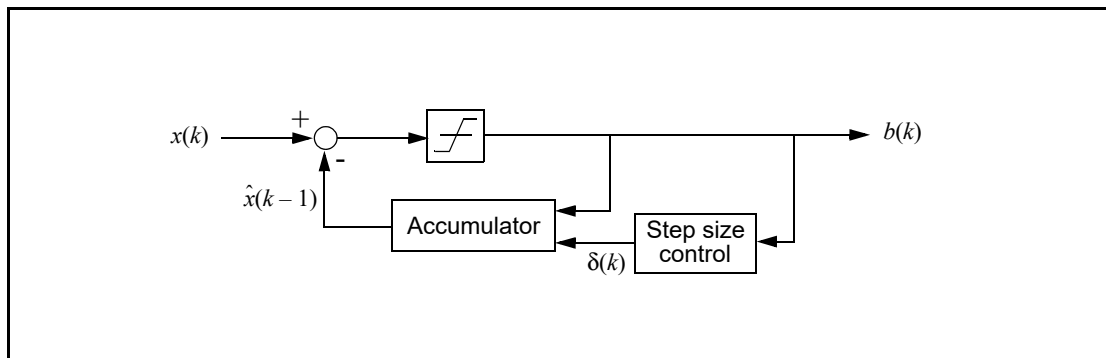 x(k)
+
-
b(k)
x̂(k – 1)
Accumulator
δ(k)
Step size
control